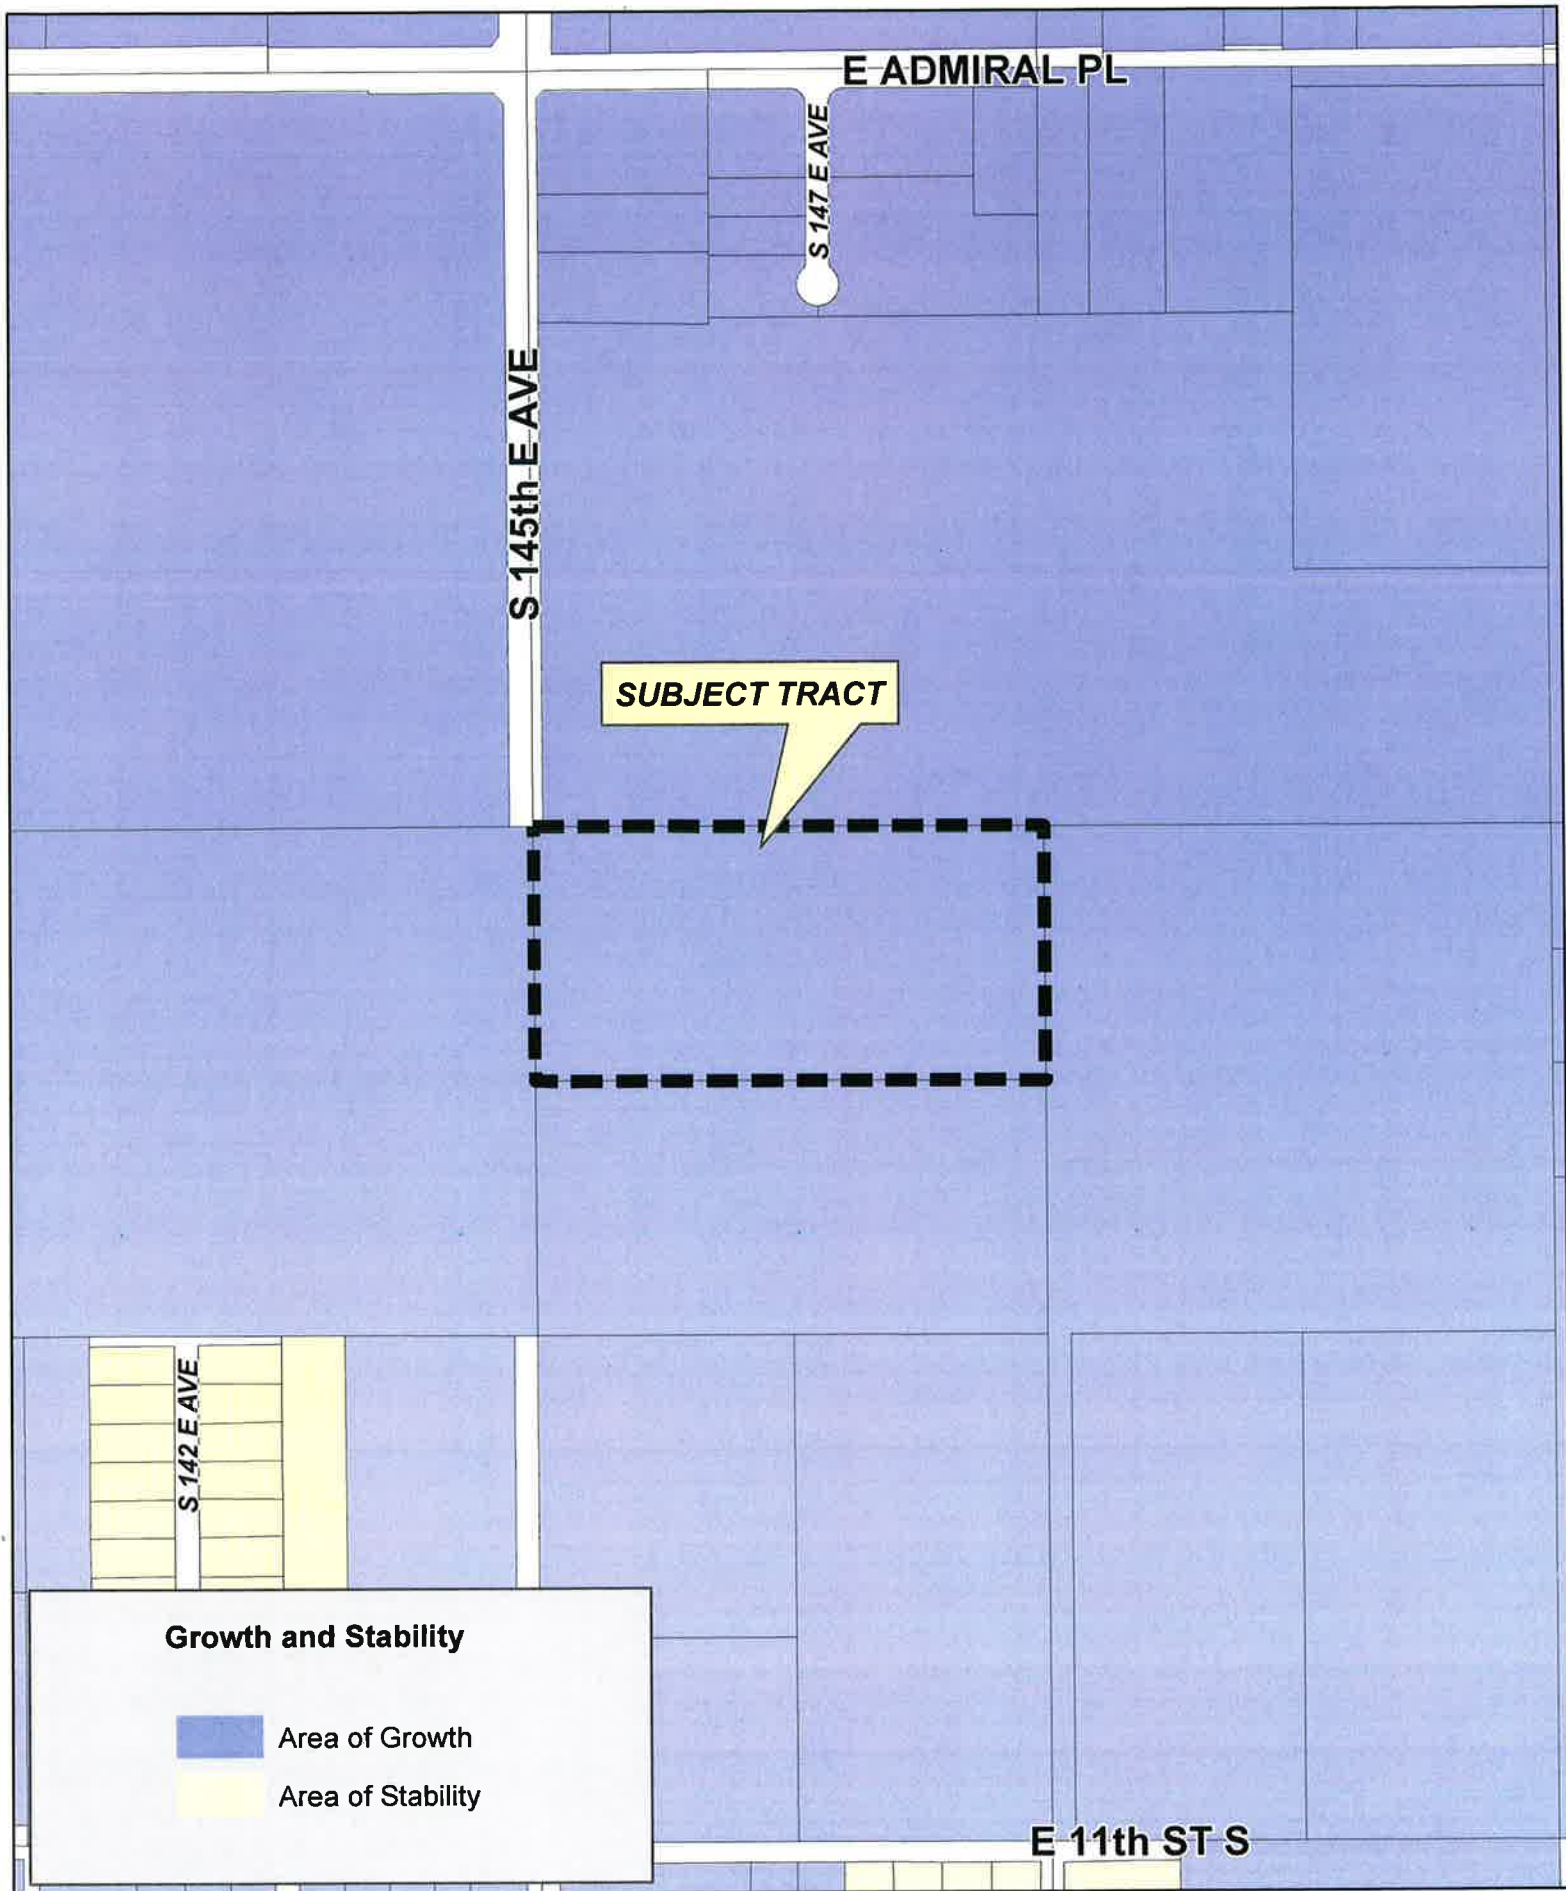 E ADMIRAL PL
S 147 E AVE
S 145th E AVE
SUBJECT TRACT
S 142 E AVE
Growth and Stability
Area of Growth
Area of Stability
E 11th ST S